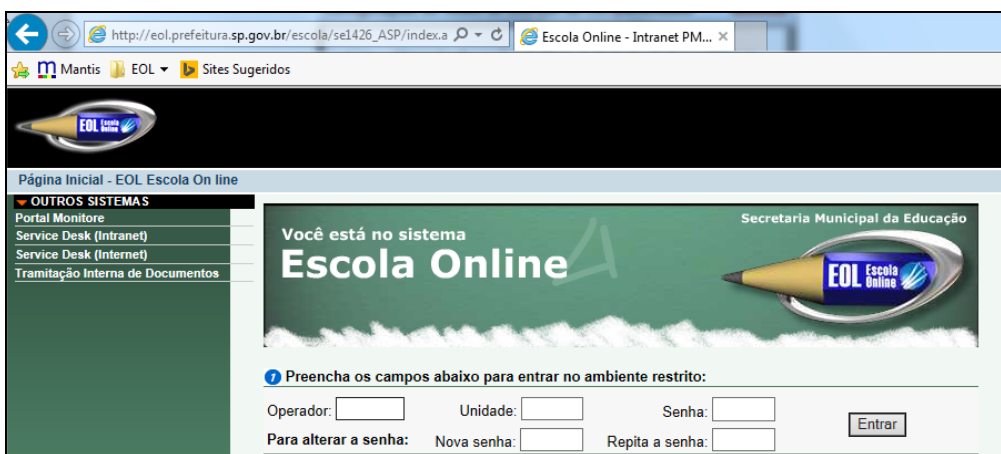 http://eol.prefeitura.sp.gov.br/escola/se1426_ASP/index.a
Escola Online - Intranet PM...
Mantis EOL Sites Sugeridos
EOL Escola Online
Página Inicial - EOL Escola On line
OUTROS SISTEMAS
Portal Monitore
Service Desk (Intranet)
Service Desk (Internet)
Tramitação Interna de Documentos
Secretaria Municipal da Educação
Você está no sistema
Escola Online
EOL Escola Online
1 Preencha os campos abaixo para entrar no ambiente restrito:
Operador: Unidade: Senha: Entrar
Para alterar a senha: Nova senha: Repita a senha: